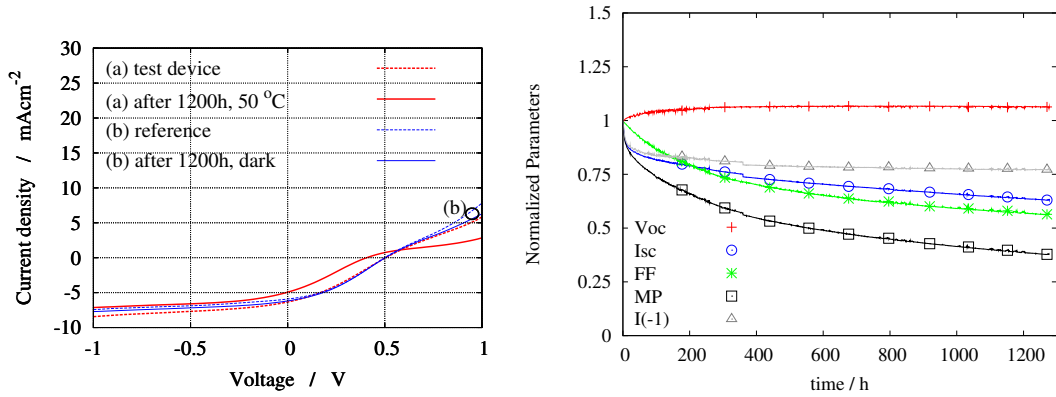 30
25
20
15
10
5
0
-5
-10
-1
-0.5
0
0.5
1
Current density / mAcm-2
Voltage / V
(a) test device
(a) after 1200h, 50 °C
(b) reference
(b) after 1200h, dark
(b)
1.5
1.25
1
0.75
0.5
0.25
0
0
200
400
600
800
1000
1200
Normalized Parameters
time / h
Voc
Isc
FF
MP
I(-1)